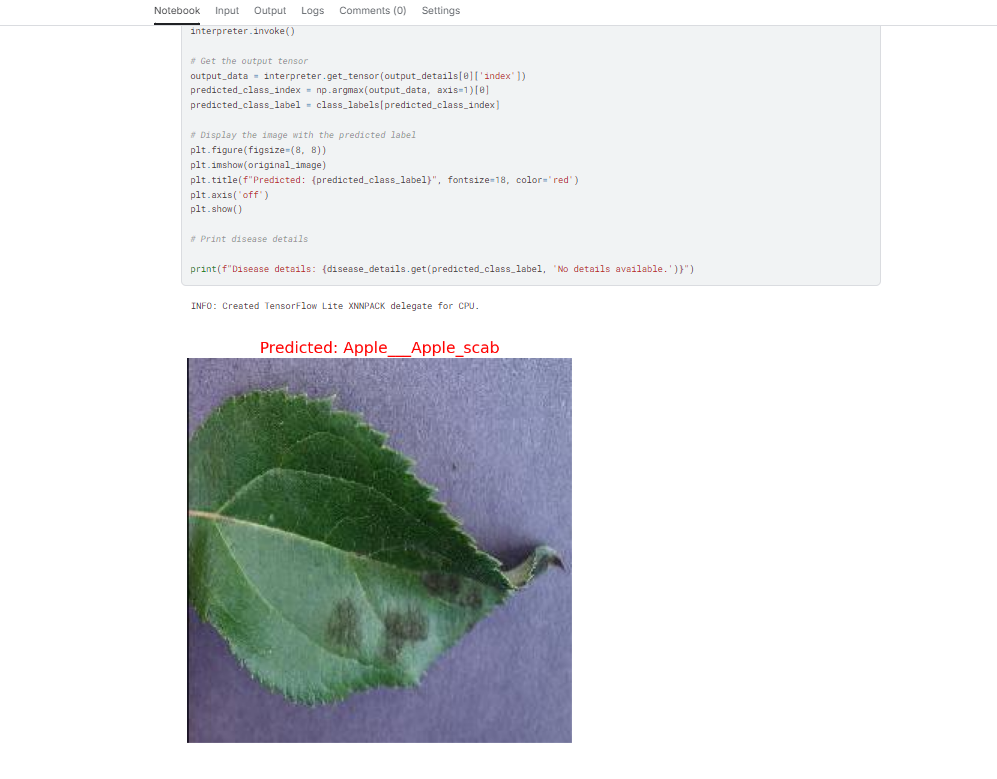 Notebook Input Output Logs Comments (0) Settings
interpreter.invoke()
# Get the output tensor
output_data = interpreter.get_tensor(output_details[0]['index'])
predicted_class_index = np.argmax(output_data, axis=1)[0]
predicted_class_label = class_labels[predicted_class_index]
# Display the image with the predicted label
plt.figure(figsize=(8, 8))
plt.imshow(original_image)
plt.title(f"Predicted: {predicted_class_label}", fontsize=18, color='red')
plt.axis('off')
plt.show()
# Print disease details
print(f"Disease details: {disease_details.get(predicted_class_label, 'No details available.')}")
INFO: Created TensorFlow Lite XNNPACK delegate for CPU.
Predicted: Apple___Apple_scab